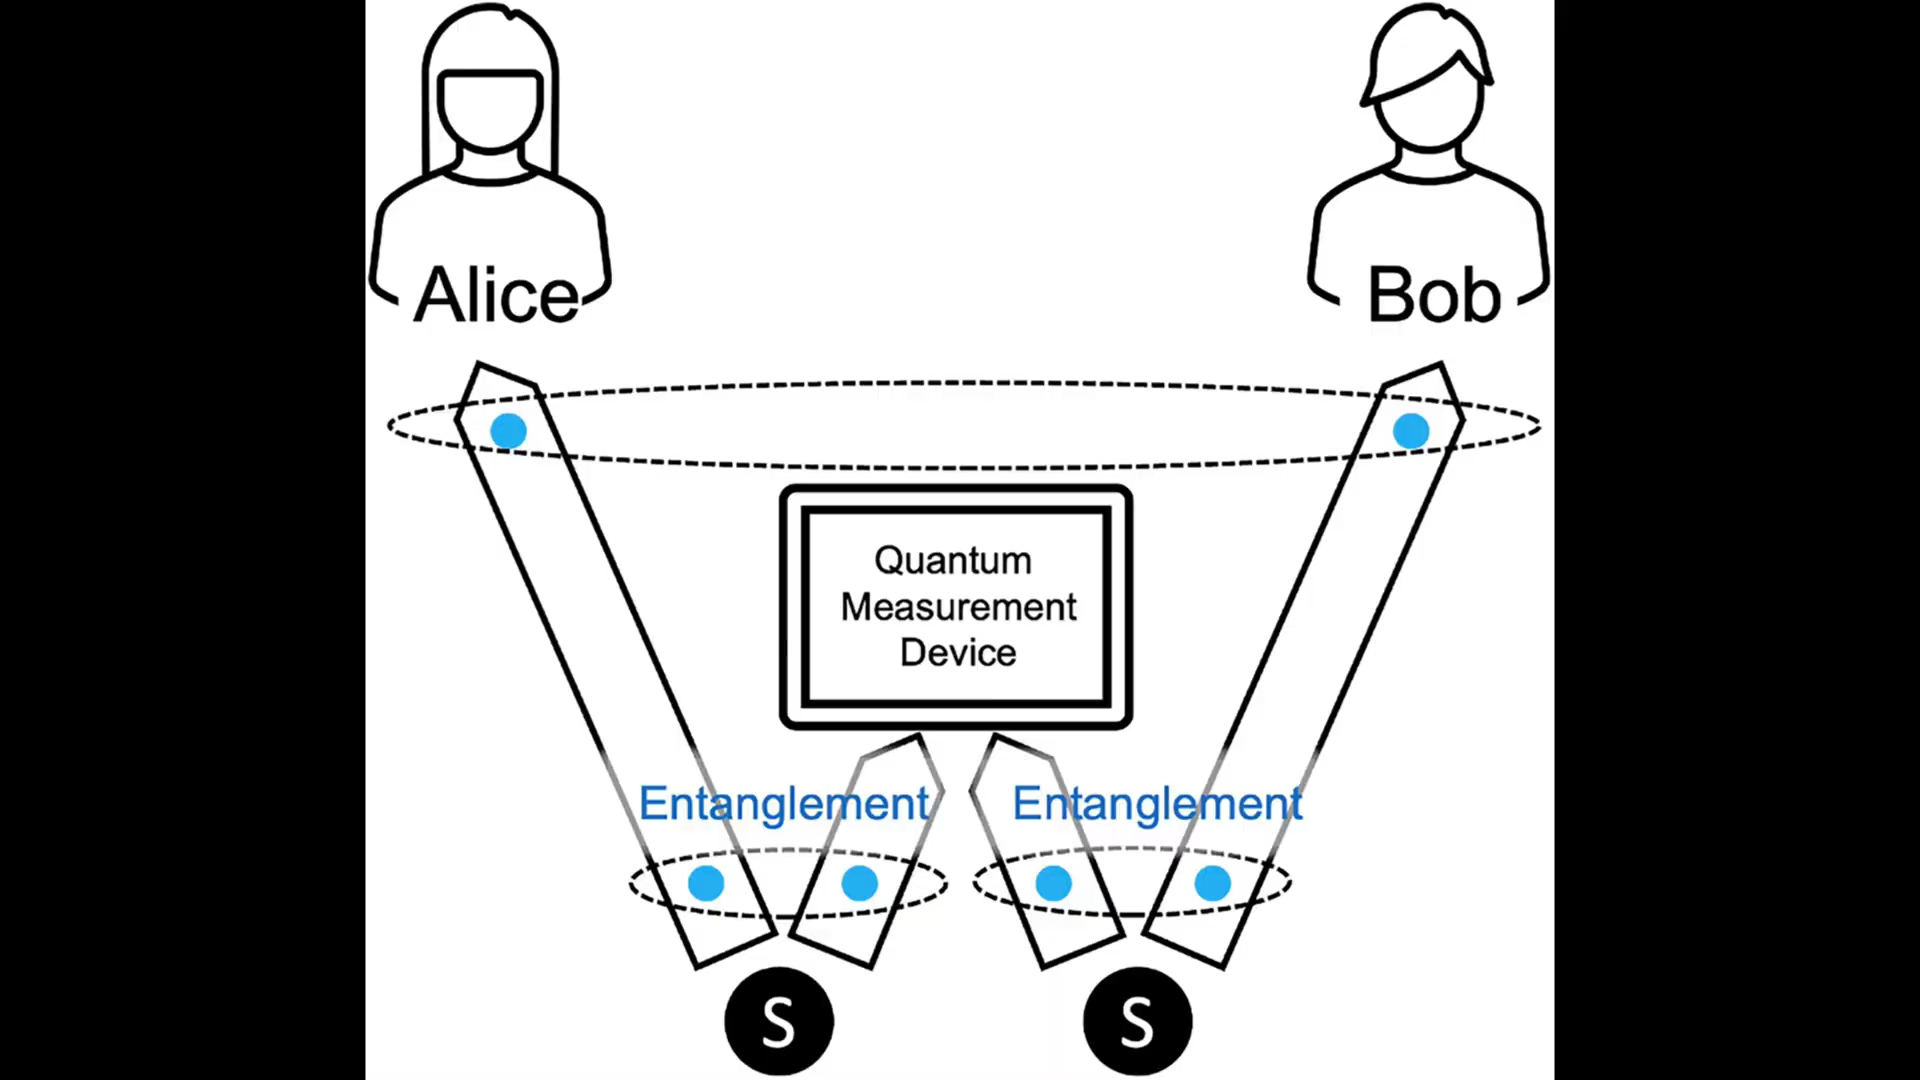 Alice
Bob
Quantum
Measurement
Device
Entanglement
Entanglement
S
S